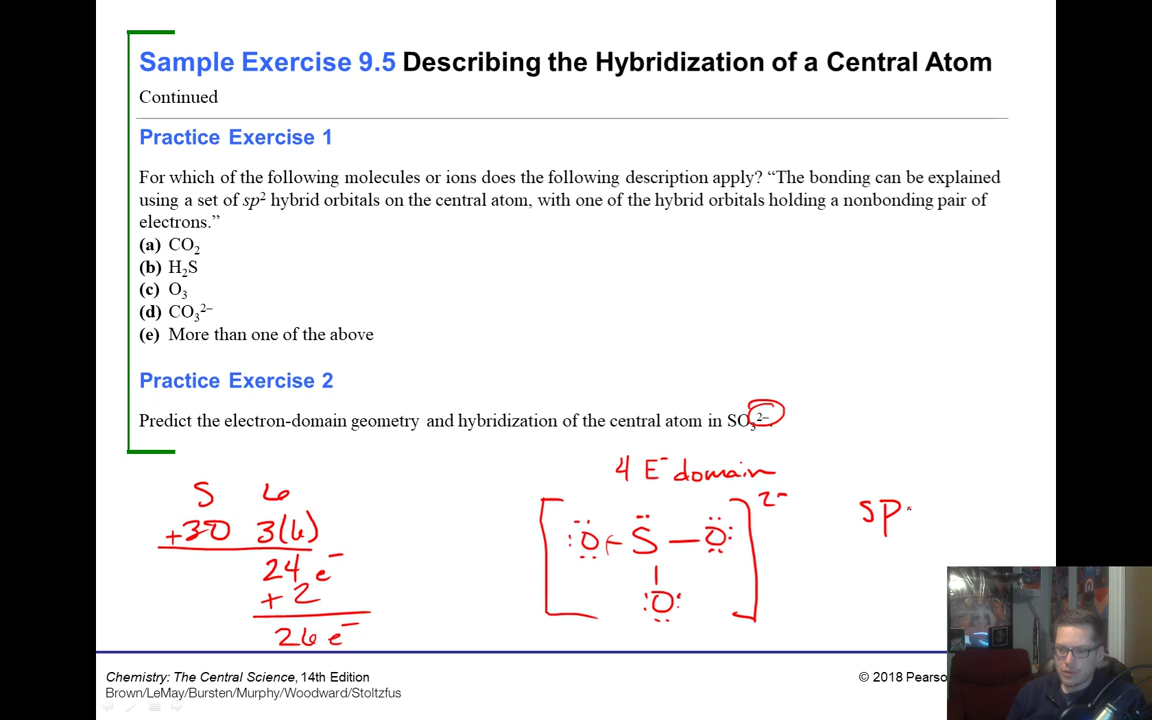 Sample Exercise 9.5 Describing the Hybridization of a Central Atom
Continued
Practice Exercise 1
For which of the following molecules or ions does the following description apply? “The bonding can be explained
using a set of sp² hybrid orbitals on the central atom, with one of the hybrid orbitals holding a nonbonding pair of
electrons.”
(a) CO₂
(b) H₂S
(c) O₃
(d) CO₃²⁻
(e) More than one of the above
Practice Exercise 2
Predict the electron-domain geometry and hybridization of the central atom in SO₃²⁻.
4 E⁻ domain
S 6
+3O 3(6)
24 e⁻
+2
26 e⁻
[:O–S–O:]2-
:O:
SP
Chemistry: The Central Science, 14th Edition
Brown/LeMay/Bursten/Murphy/Woodward/Stoltzfus
© 2018 Pearso